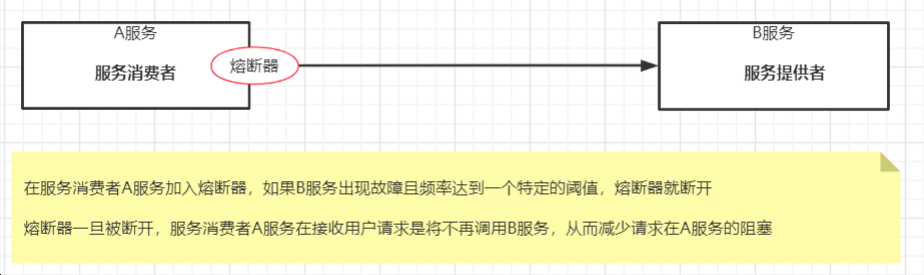 A服务
服务消费者
熔断器
B服务
服务提供者
在服务消费者A服务加入熔断器，如果B服务出现故障且频率达到一个特定的阈值，熔断器就断开
熔断器一旦被断开，服务消费者A服务在接收用户请求是将不再调用B服务，从而减少请求在A服务的阻塞